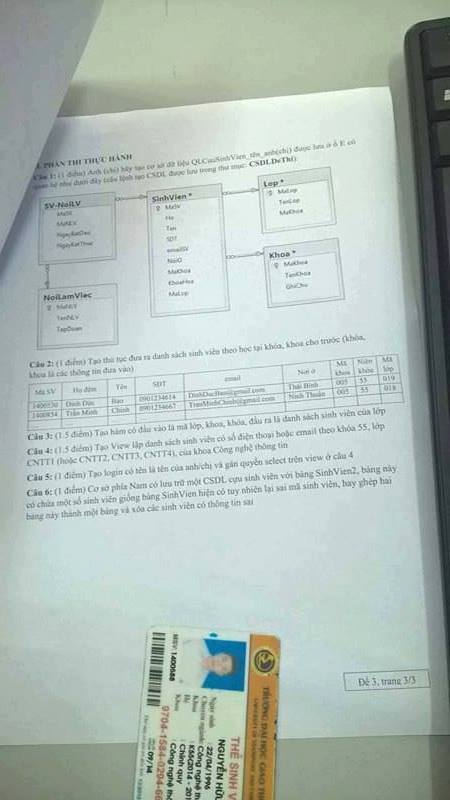 PHẦN THI THỰC HÀNH
Câu 1: (1 điểm) Anh (chị) hãy tạo cơ sở dữ liệu QLCuuSinhVien_tên_anh(chị) được lưu ở ổ E có
quan hệ như dưới đây (câu lệnh tạo CSDL được lưu trong thư mục: CSDLDeThi)
SV-NoiLV
MaSV
MaNLV
NgayBatDau
NgayKetThuc
SinhVien *
MaSV
Ho
Ten
SDT
emailSV
NoiO
MaKhoa
KhoaHoc
MaLop
Lop *
MaLop
TenLop
MaKhoa
Khoa *
MaKhoa
TenKhoa
GhiChu
NoiLamViec
MaNLV
TenNLV
TapDoan
Câu 2: (1 điểm) Tạo thủ tục đưa ra danh sách sinh viên theo học tại khóa, khoa cho trước (khóa,
khoa là các thông tin đưa vào)
Mã SV Họ đệm Tên SDT email Nơi ở Mã khoa Niên khóa Mã lớp
1400530 Đinh Đức Bao 0901234614 DinhDucBao@gmail.com Thái Bình 005 55 019
1400854 Trần Minh Chinh 0901234667 TranMinhChinh@gmail.com Ninh Thuận 005 55 018
Câu 3: (1.5 điểm) Tạo hàm có đầu vào là mã lớp, khoa, khóa, đầu ra là danh sách sinh viên của lớp
Câu 4: (1.5 điểm) Tạo View lập danh sách sinh viên có số điện thoại hoặc email theo khóa 55, lớp
CNTT1 (hoặc CNTT2, CNTT3, CNTT4), của khoa Công nghệ thông tin
Câu 5: (1 điểm) Tạo login có tên là tên của anh/chị và gán quyền select trên view ở câu 4
Câu 6: (1 điểm) Cơ sở phía Nam có lưu trữ một CSDL cựu sinh viên với bảng SinhVien2, bảng này
có chứa một số sinh viên giống bảng SinhVien hiện có tuy nhiên lại sai mã sinh viên, hay ghép hai
bảng này thành một bảng và xóa các sinh viên có thông tin sai
Đề 3, trang 3/3
TRƯỜNG ĐẠI HỌC GIAO TH
THẺ SINH V
NGUYỄN HỮU
Ngày sinh : 22/04/1996
Chuyên ngành: Công nghệ th
Khóa : K55(2014 - 201
Hệ : Chính quy
Khoa : Công nghệ th
MSV: 1400588
9704-1584-0204-66
09/14